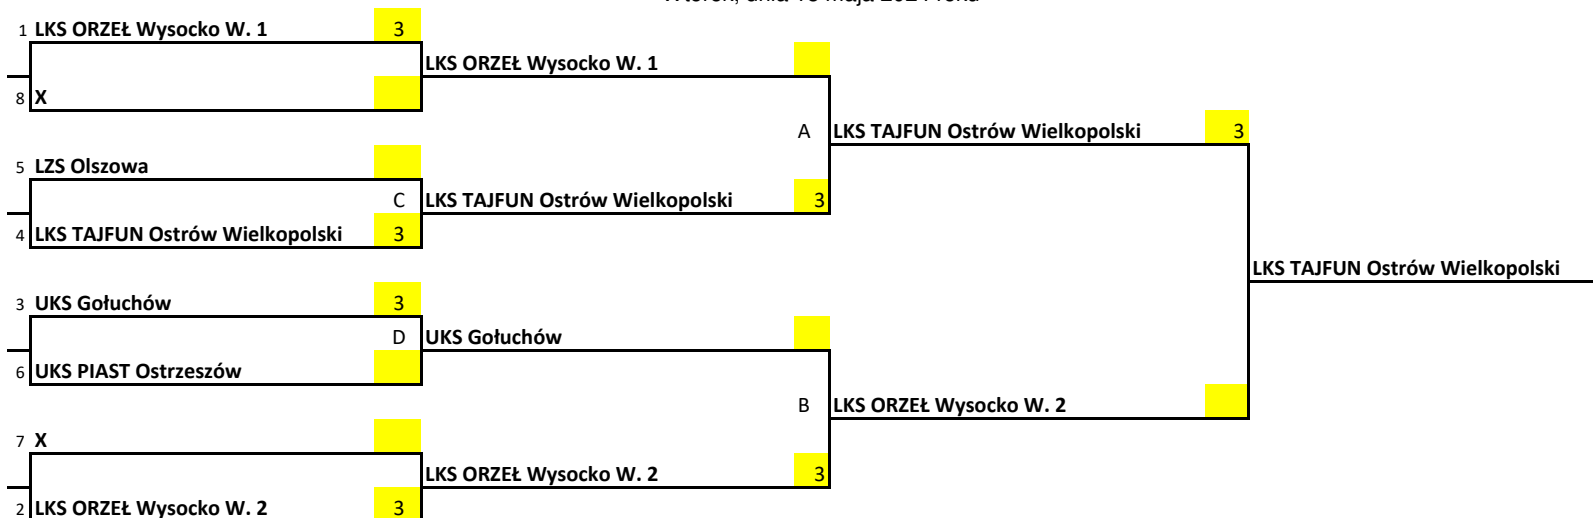 1 LKS ORZEŁ Wysocko W. 1 3
LKS ORZEŁ Wysocko W. 1
8 X
A LKS TAJFUN Ostrów Wielkopolski 3
5 LZS Olszowa
C LKS TAJFUN Ostrów Wielkopolski 3
4 LKS TAJFUN Ostrów Wielkopolski 3
LKS TAJFUN Ostrów Wielkopolski
3 UKS Gołuchów 3
D UKS Gołuchów
6 UKS PIAST Ostrzeszów
B LKS ORZEŁ Wysocko W. 2
7 X
LKS ORZEŁ Wysocko W. 2 3
2 LKS ORZEŁ Wysocko W. 2 3